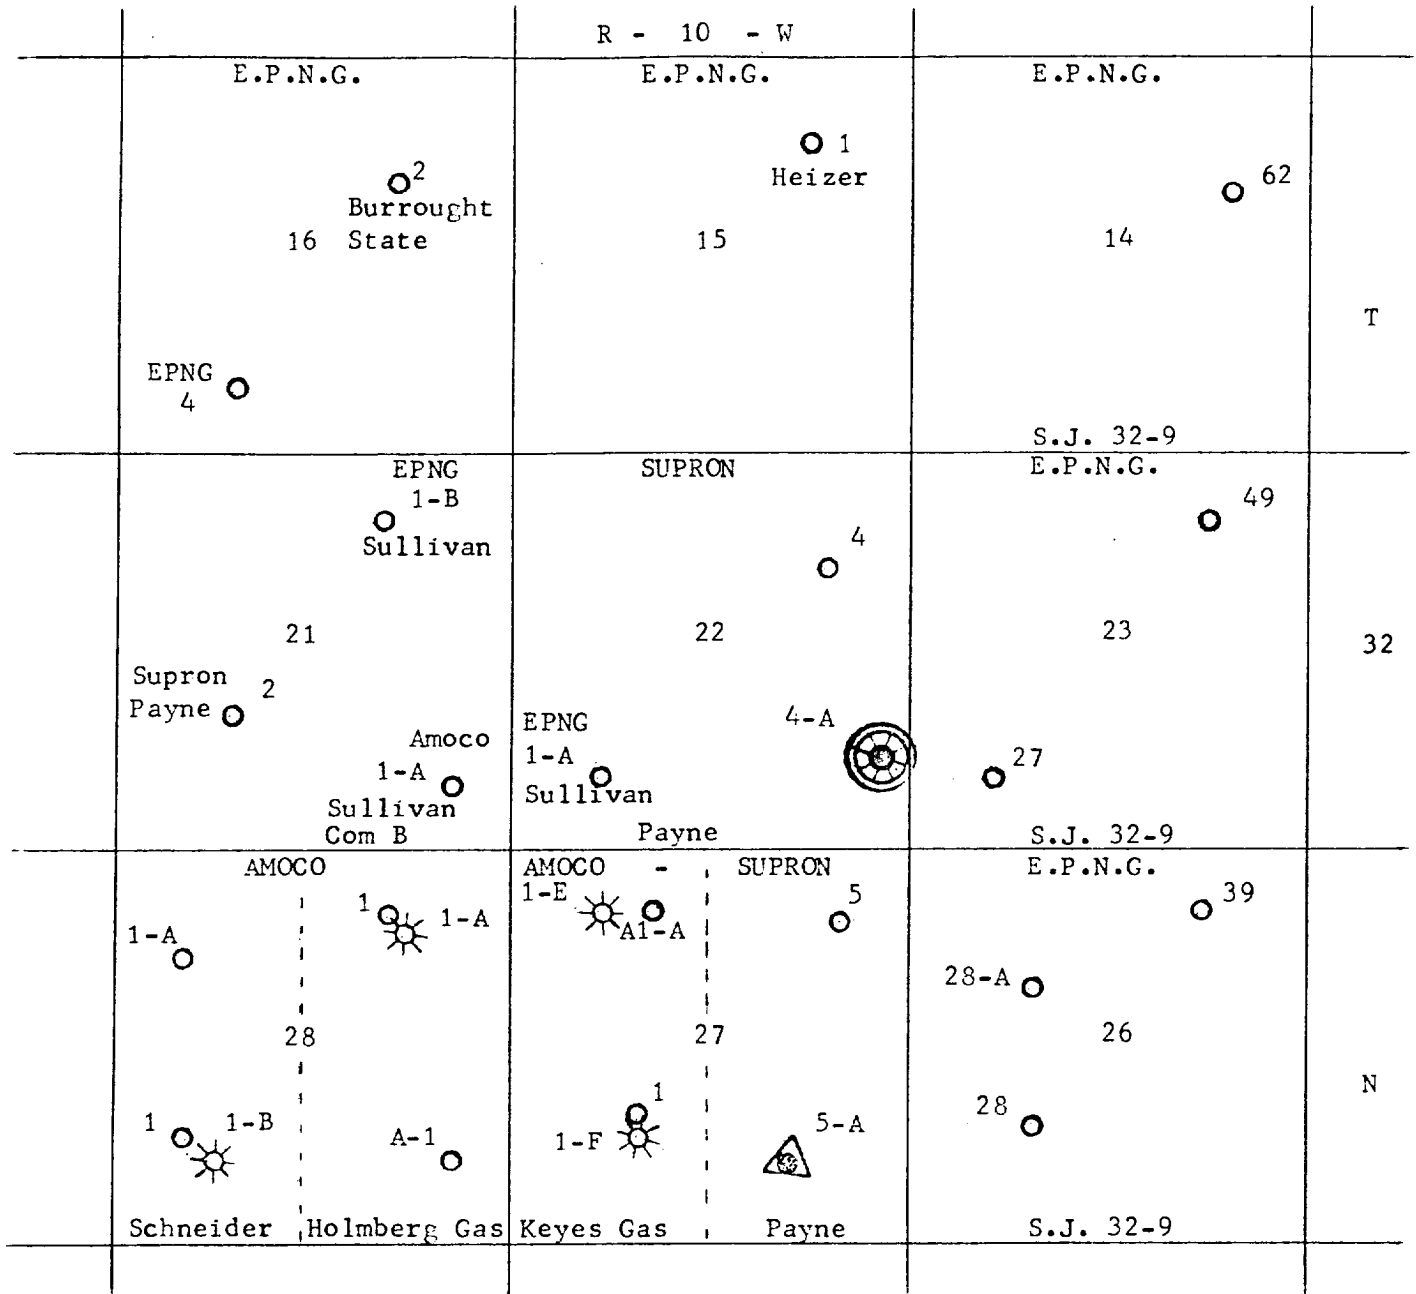 R - 10 - W
E.P.N.G.
E.P.N.G.
E.P.N.G.
2
Burrought
State
16
1
Heizer
15
62
14
T
EPNG
4
S.J. 32-9
EPNG
1-B
Sullivan
SUPRON
E.P.N.G.
49
4
21
22
23
32
Supron
Payne
2
Amoco
1-A
Sullivan
Com B
EPNG
1-A
Sullivan
4-A
Payne
27
S.J. 32-9
AMOCO
AMOCO - SUPRON
E.P.N.G.
1-A
1
1-A
1-E
A1-A
5
39
28-A
28
27
26
N
1
1-B
A-1
1
1-F
5-A
28
Schneider
Holmberg Gas
Keyes Gas
Payne
S.J. 32-9